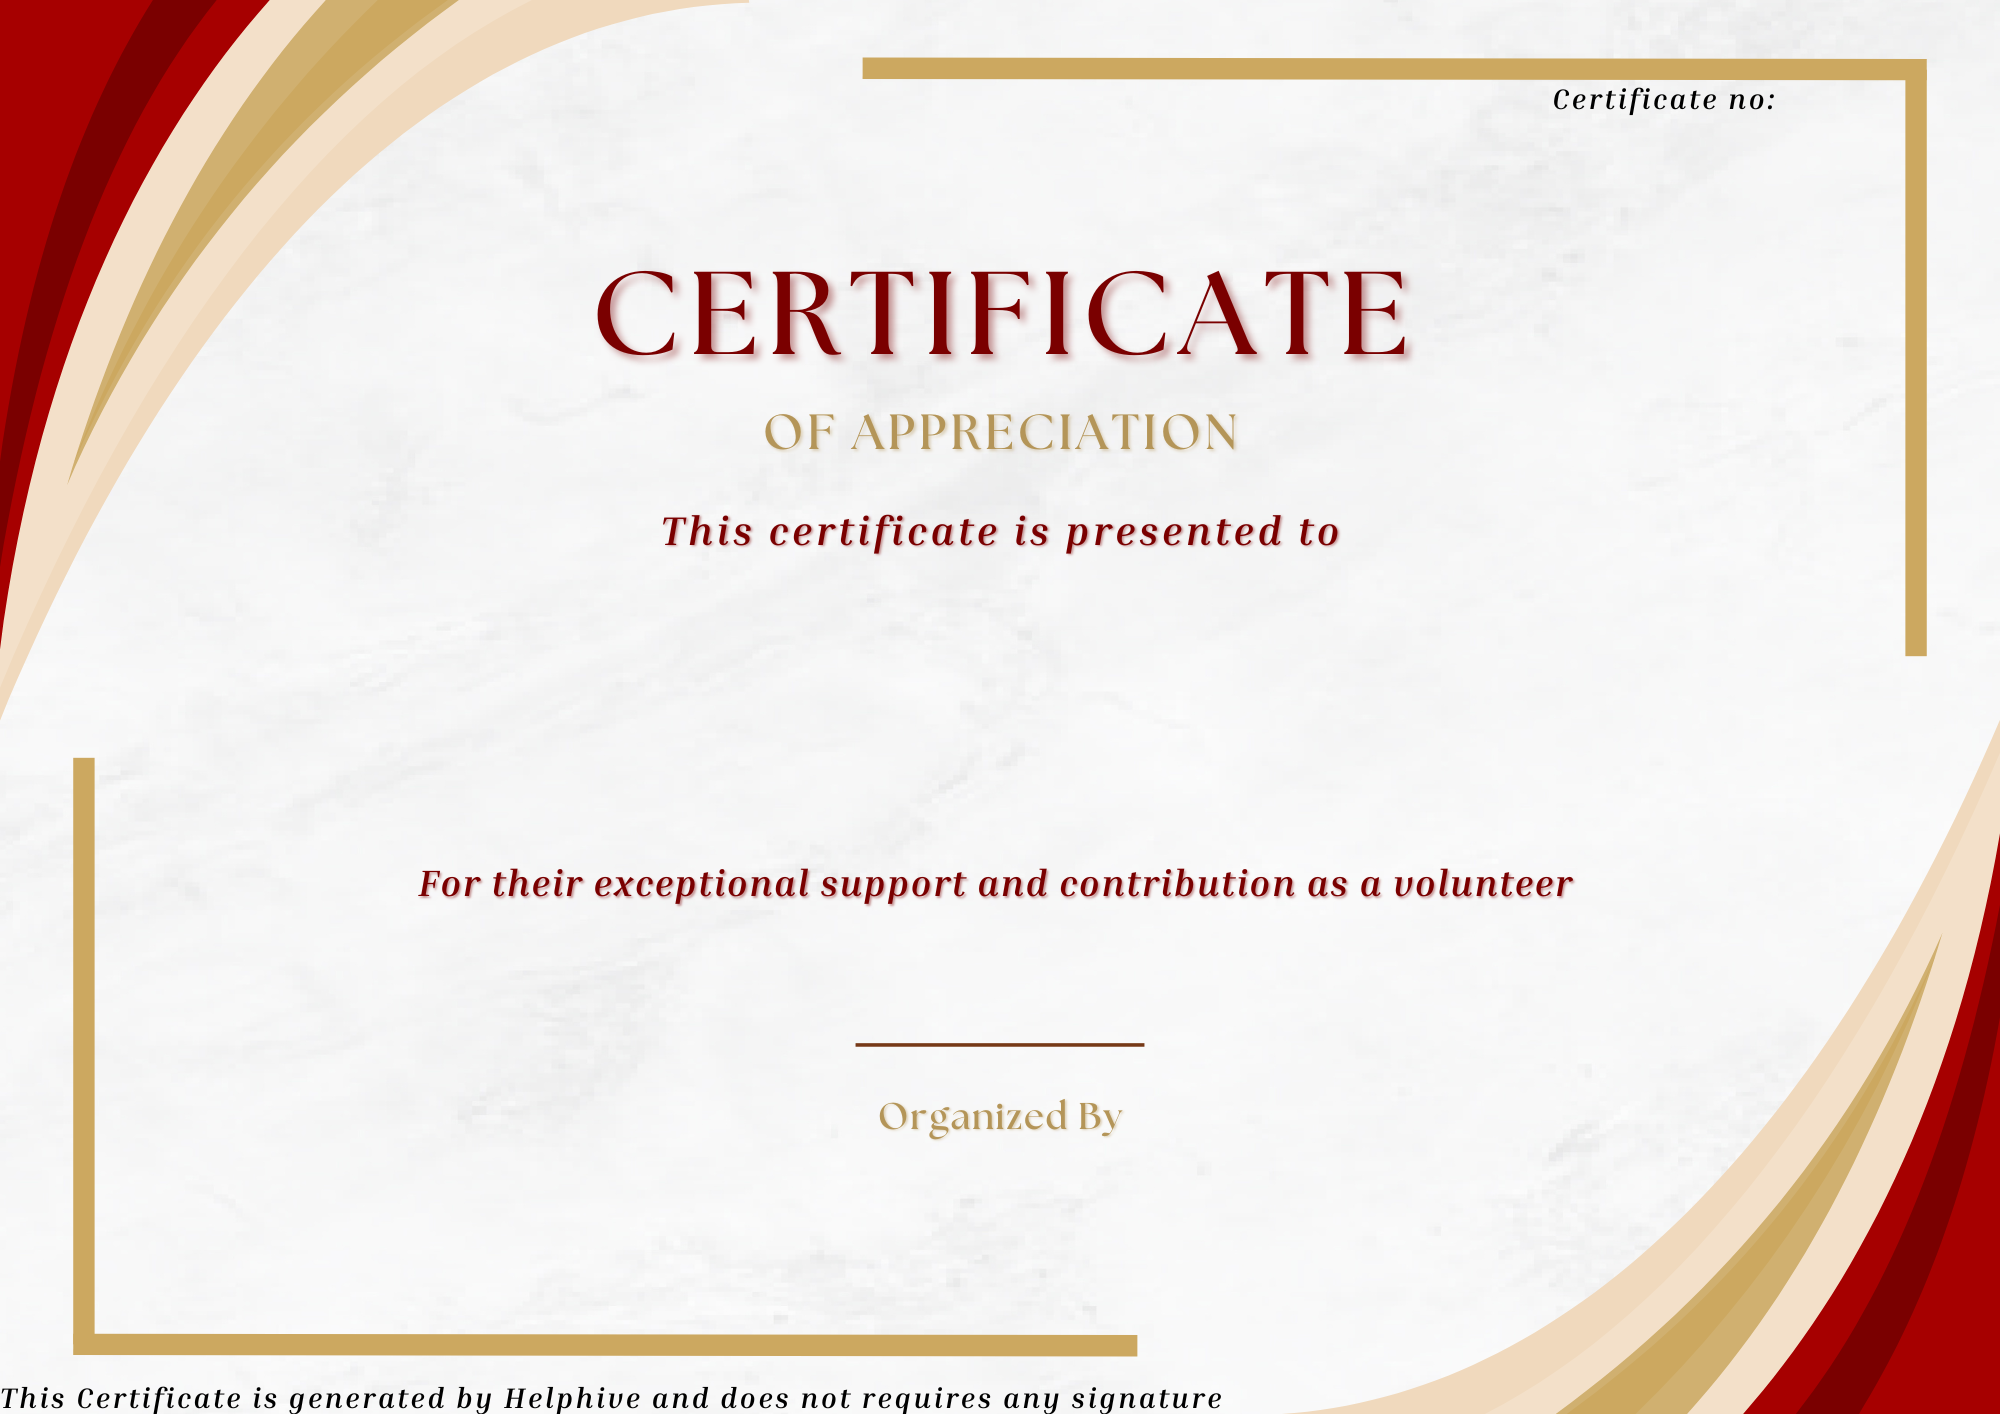 Certificate no:
CERTIFICATE
OF APPRECIATION
This certificate is presented to
For their exceptional support and contribution as a volunteer
Organized By
This Certificate is generated by Helphive and does not requires any signature